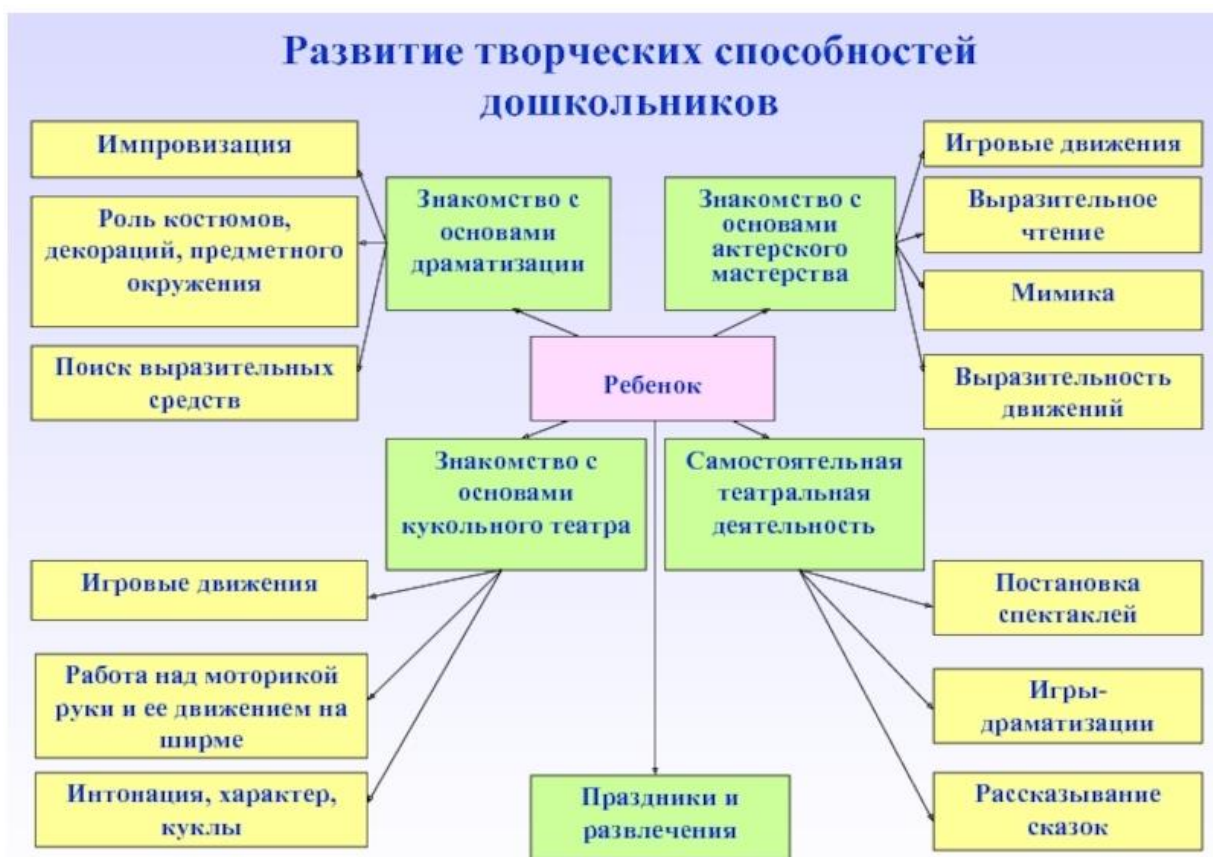 Развитие творческих способностей
дошкольников
Импровизация
Роль костюмов,
декораций, предметного
окружения
Поиск выразительных
средств
Знакомство с
основами
драматизации
Знакомство с
основами
актерского
мастерства
Игровые движения
Выразительное
чтение
Мимика
Выразительность
движений
Ребенок
Знакомство с
основами
кукольного театра
Самостоятельная
театральная
деятельность
Игровые движения
Работа над моторикой
руки и ее движением на
ширме
Интонация, характер,
куклы
Праздники и
развлечения
Постановка
спектаклей
Игры-
драматизации
Рассказывание
сказок